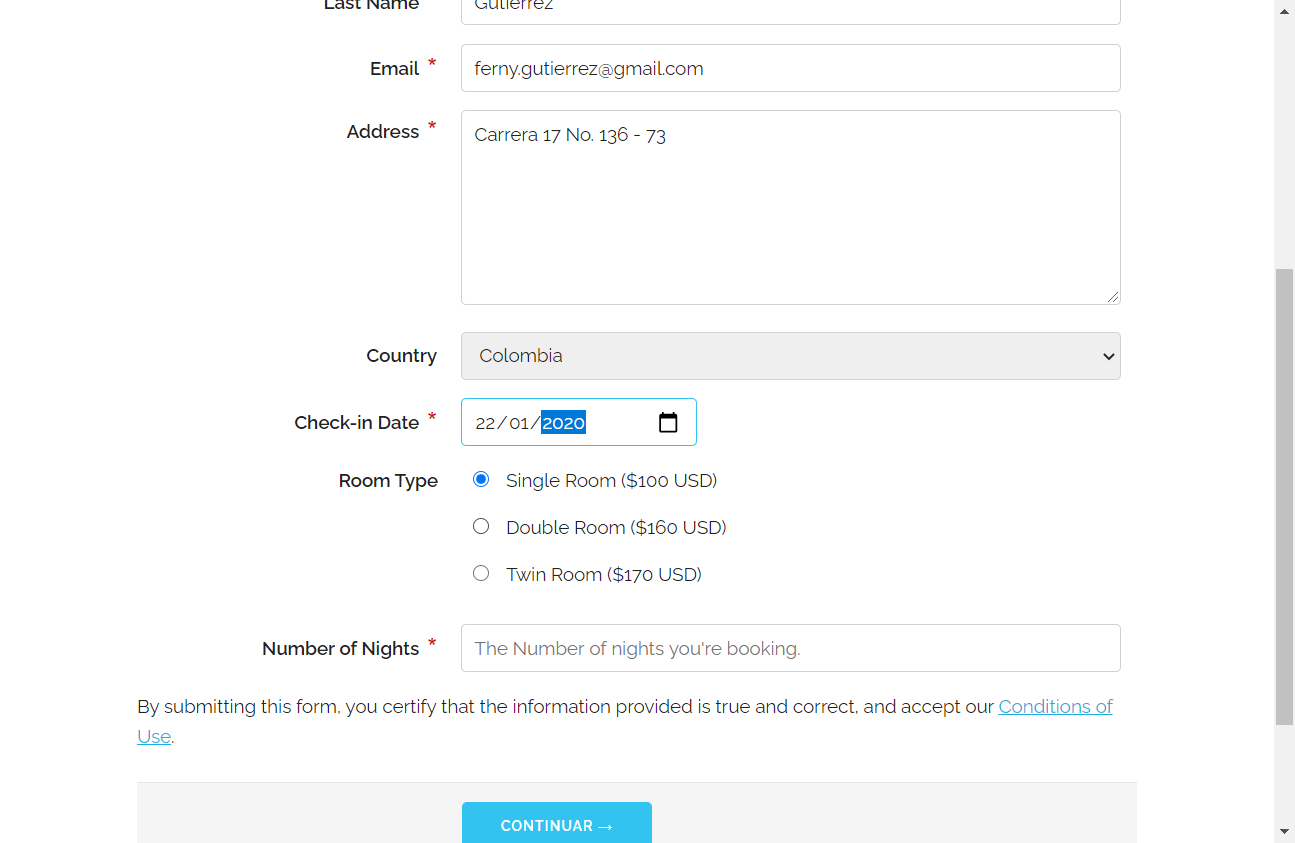 Last Name Gutierrez
Email * ferny.gutierrez@gmail.com
Address * Carrera 17 No. 136 - 73
Country Colombia
Check-in Date * 22/01/2020
Room Type Single Room ($100 USD)
Double Room ($160 USD)
Twin Room ($170 USD)
Number of Nights * The Number of nights you're booking.
By submitting this form, you certify that the information provided is true and correct, and accept our Conditions of
Use.
CONTINUAR →